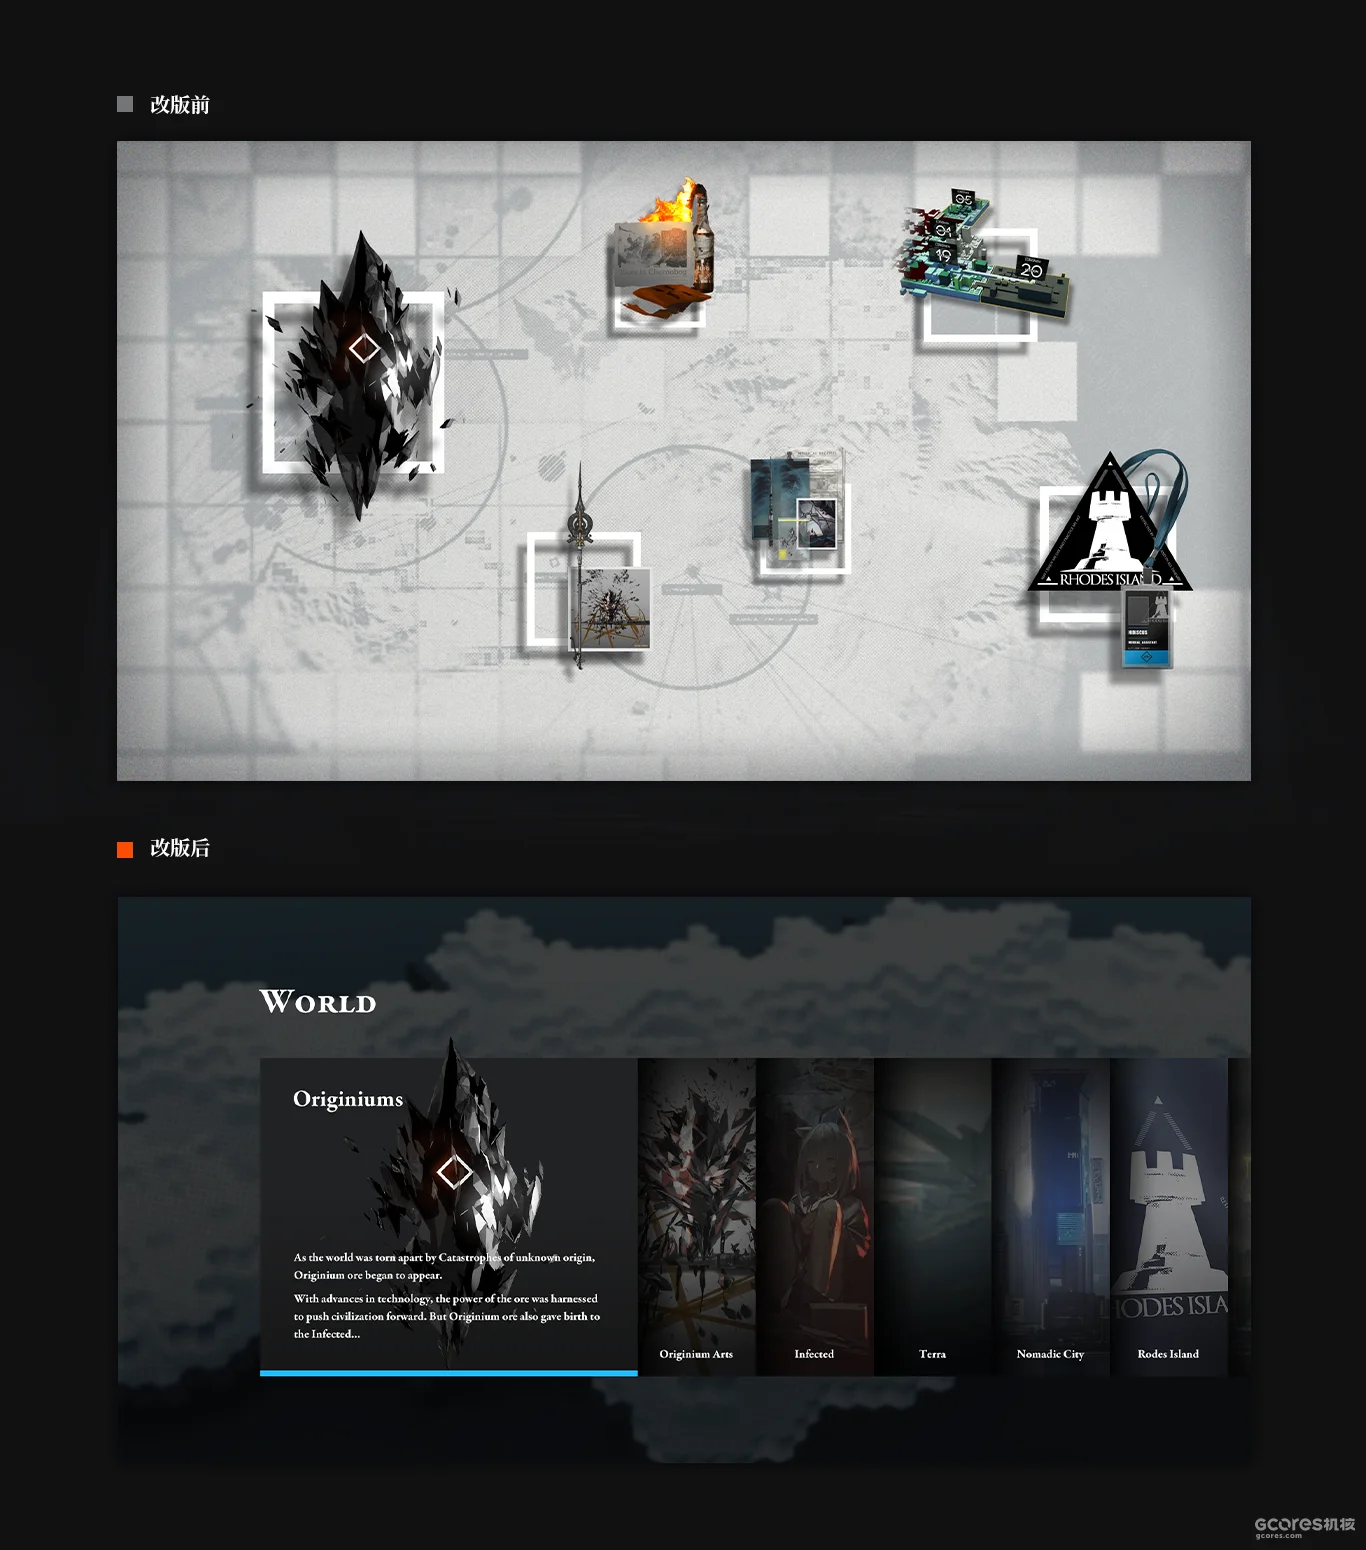 改版前
05
01
19
20
RHODES ISLAND
HIBISCUS
改版后
World
Originiums
As the world was torn apart by Catastrophes of unknown origin,
Originium ore began to appear.
With advances in technology, the power of the ore was harnessed
to push civilization forward. But Originium ore also gave birth to
the Infected...
Originium Arts
Infected
Terra
Nomadic City
HODES ISLA
Rodes Island
GCORES机核
gcores.com